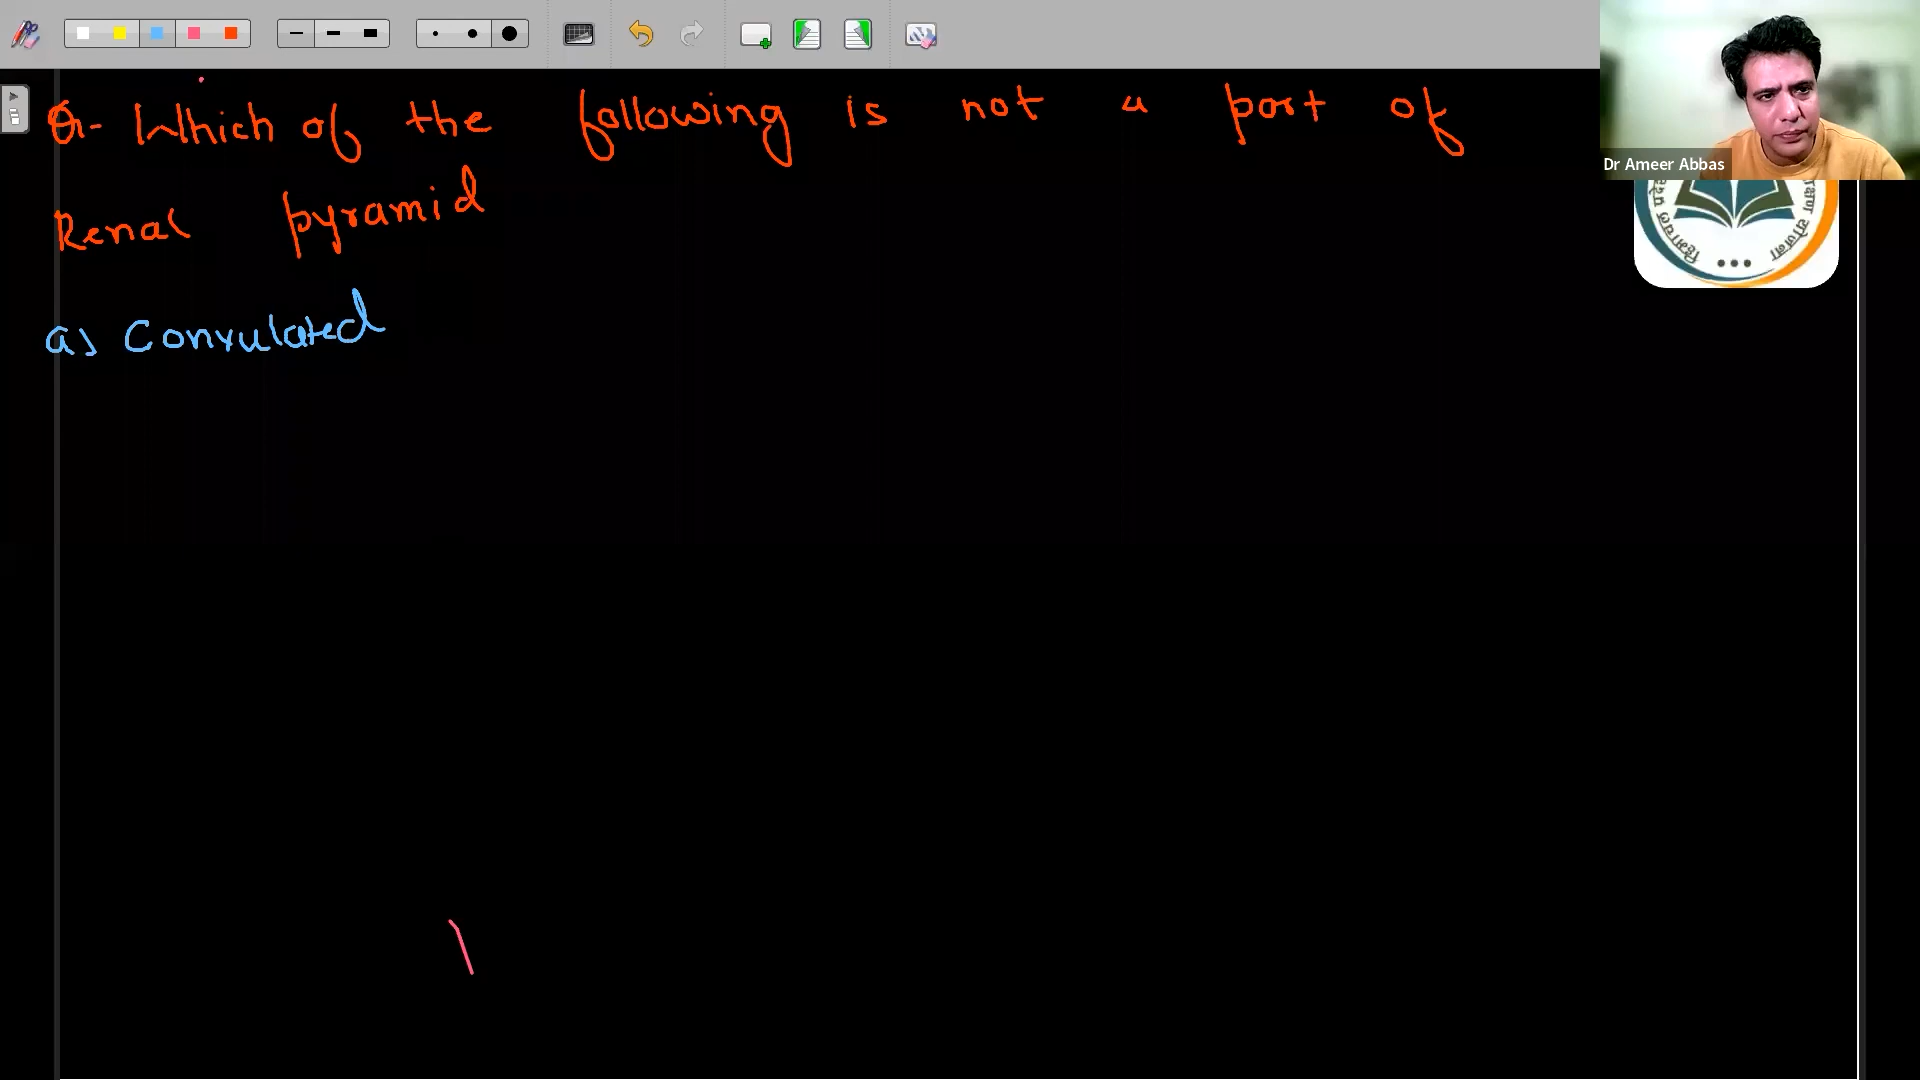 Q- Which of the following is not a part of
Renal pyramid
a) Convulated
Dr Ameer Abbas